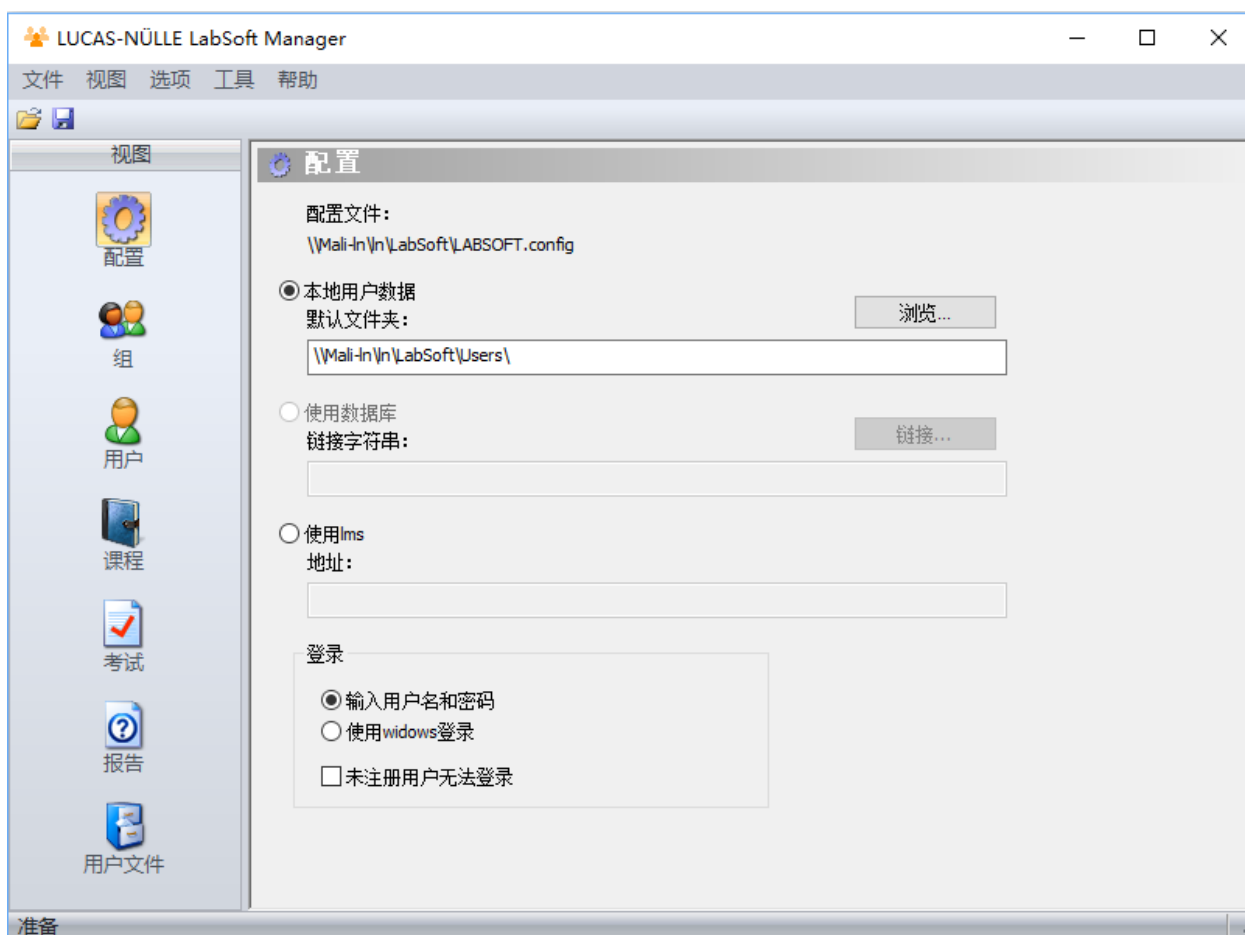 LUCAS-NÜLLE LabSoft Manager
文件 视图 选项 工具 帮助
视图
配置
组
用户
课程
考试
报告
用户文件
配置
配置文件：
\\Mali-ln\ln\LabSoft\LABSOFT.config
本地用户数据
默认文件夹：
浏览...
\\Mali-ln\ln\LabSoft\Users\
使用数据库
链接字符串：
链接...
使用lms
地址：
登录
输入用户名和密码
使用widows登录
未注册用户无法登录
准备